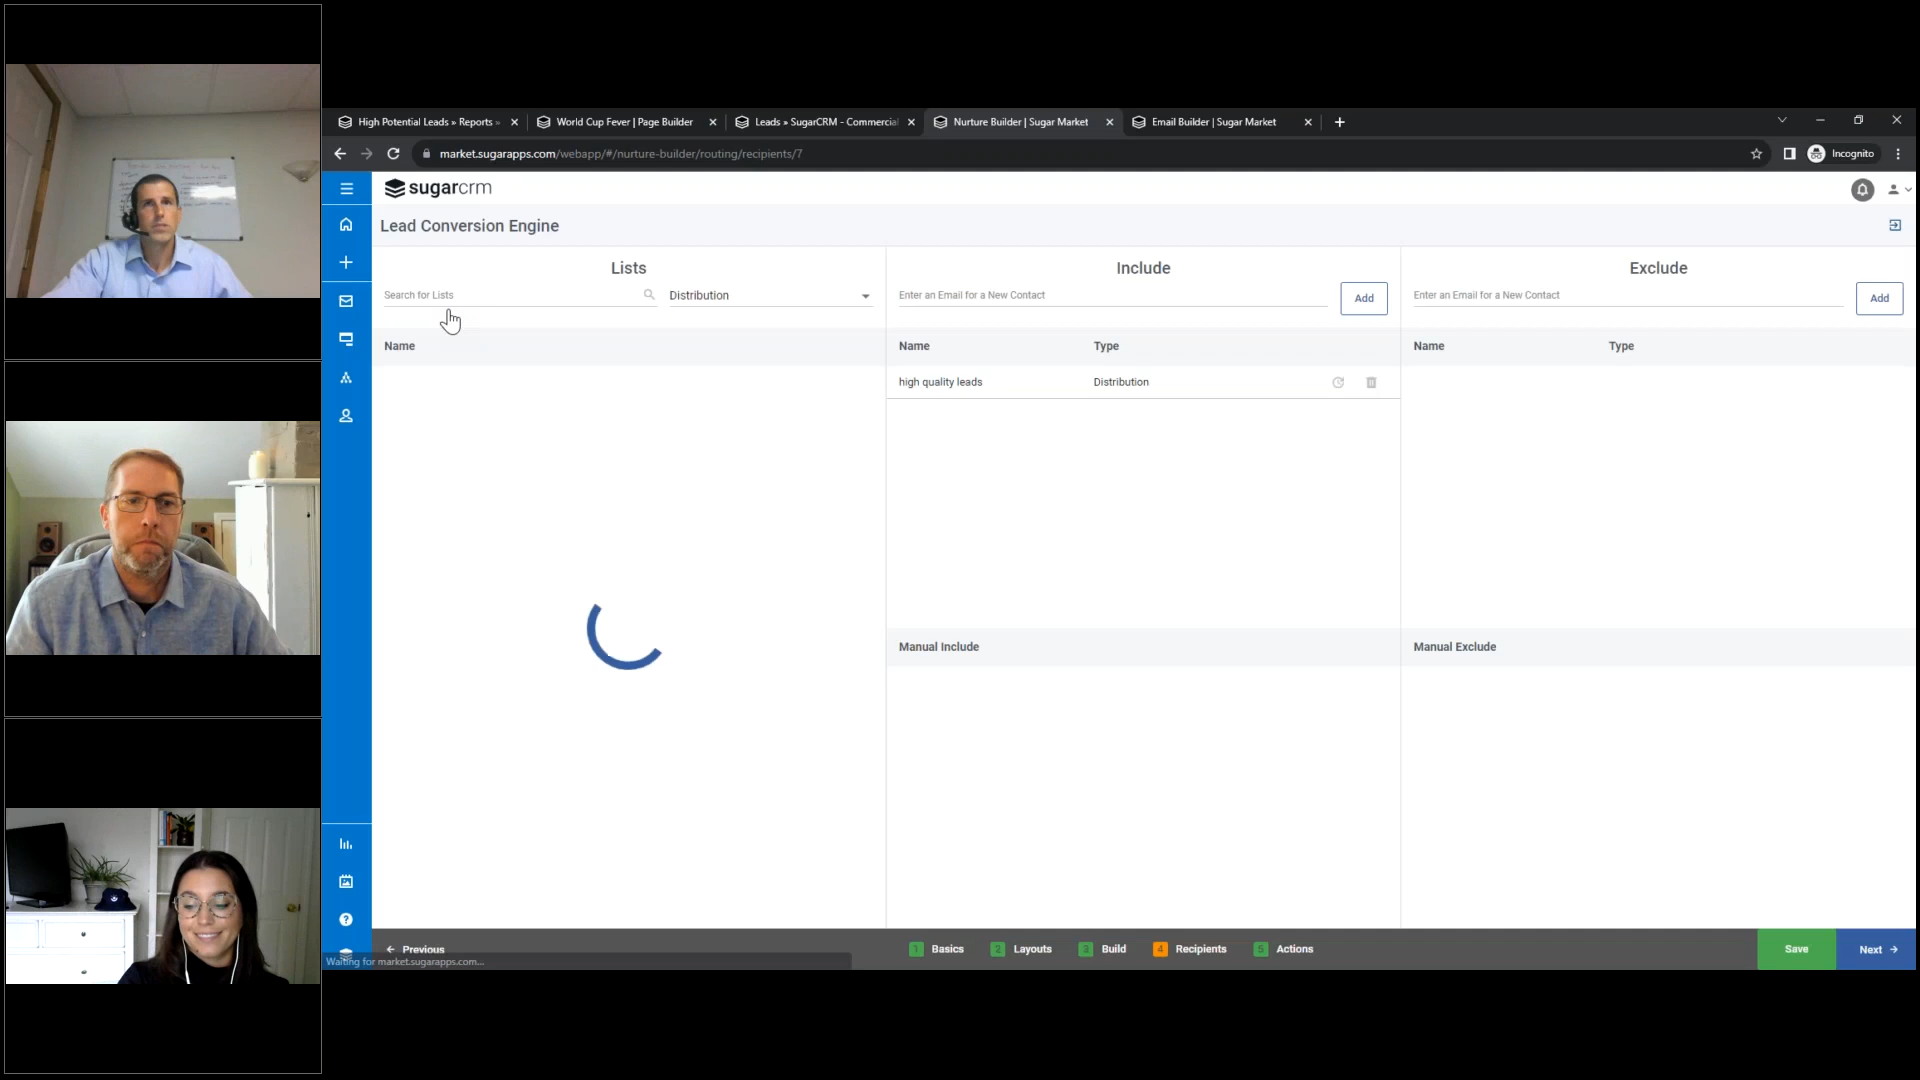 High Potential Leads » Reports »
World Cup Fever | Page Builder
Leads » SugarCRM - Commercial
Nurture Builder | Sugar Market
Email Builder | Sugar Market
market.sugarapps.com/webapp/#/nurture-builder/routing/recipients/7
Incognito
sugarcrm
Lead Conversion Engine
Lists
Include
Exclude
Search for Lists
Distribution
Enter an Email for a New Contact
Add
Enter an Email for a New Contact
Add
Name
Name
Type
Name
Type
high quality leads
Distribution
Manual Include
Manual Exclude
Previous
1 Basics
2 Layouts
3 Build
4 Recipients
5 Actions
Save
Next
Waiting for market.sugarapps.com...